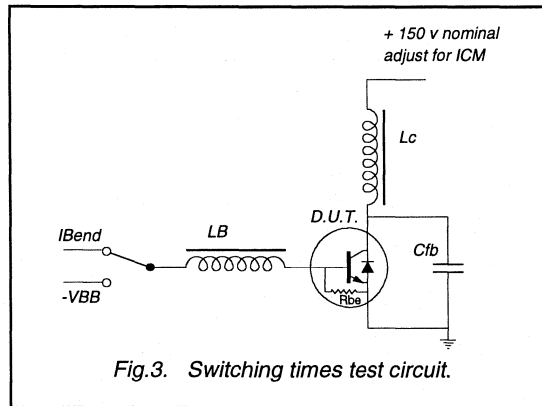 + 150 v nominal
adjust for ICM
Lc
D.U.T.
LB
IBend
-VBB
Rbe
Cfb
Fig.3. Switching times test circuit.